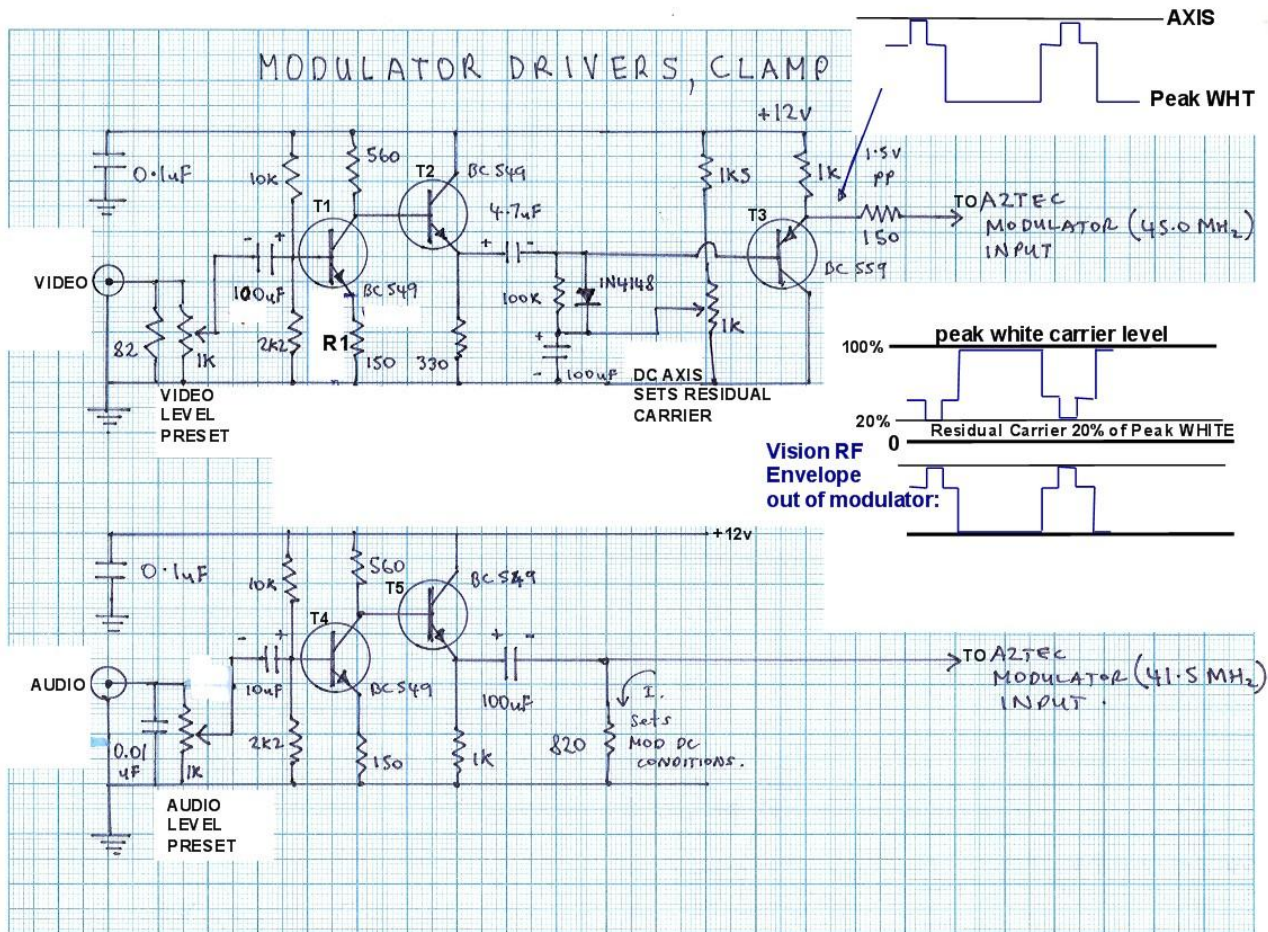 MODULATOR DRIVERS, CLAMP
AXIS
Peak WHT
+12v
0.1uF
10K
560
T2
BC549
1K5
1K
1.5V
PP
T1
4.7uF
T3
TO AZTEC
MODULATOR (45.0 MHz)
INPUT
150
VIDEO
100uF
BC549
100K
1N4148
BC559
82
1K
2K2
R1
150
330
100uF
1K
VIDEO
LEVEL
PRESET
DC AXIS
SETS RESIDUAL
CARRIER
peak white carrier level
100%
20%
Residual Carrier 20% of Peak WHITE
0
Vision RF
Envelope
out of modulator:
+12v
0.1uF
10K
560
T5
BC549
T4
AUDIO
10uF
BC549
100uF
TO AZTEC
MODULATOR (41.5 MHz)
INPUT.
0.01
uF
1K
2K2
150
1K
820
I.
Sets
MOD DC
CONDITIONS.
AUDIO
LEVEL
PRESET